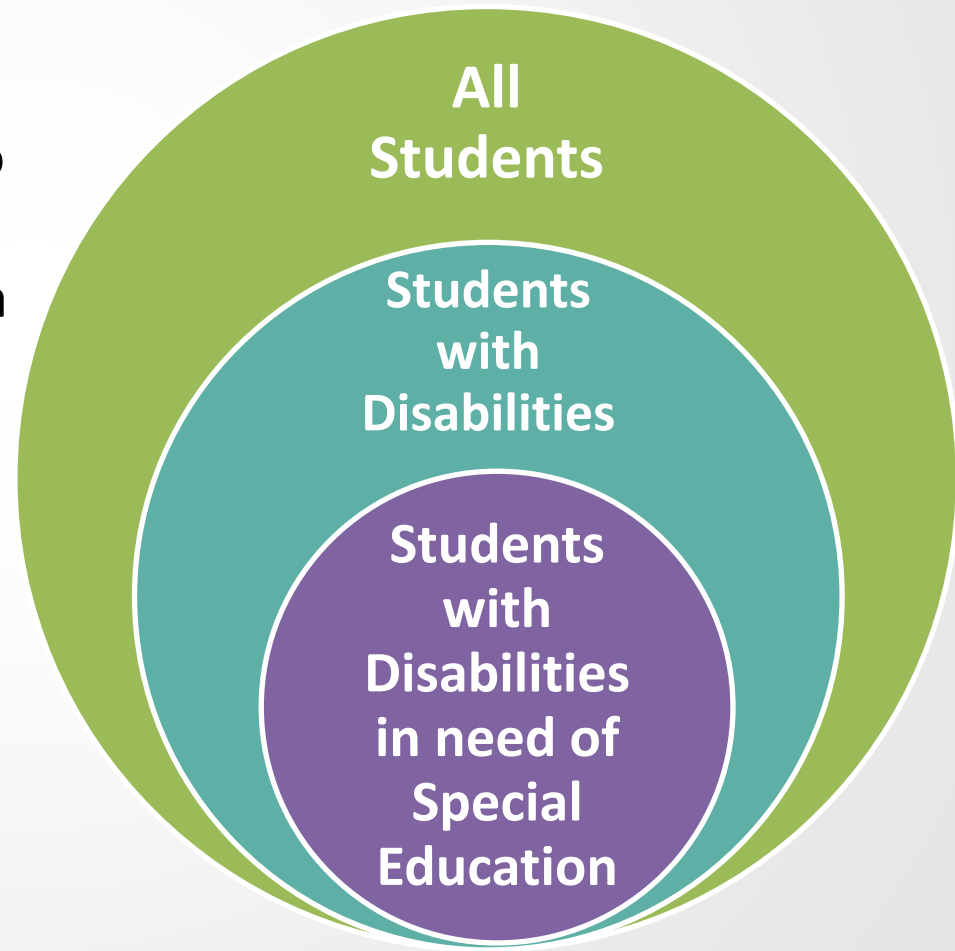 All
Students
Students
with
Disabilities
Students
with
Disabilities
in need of
Special
Education